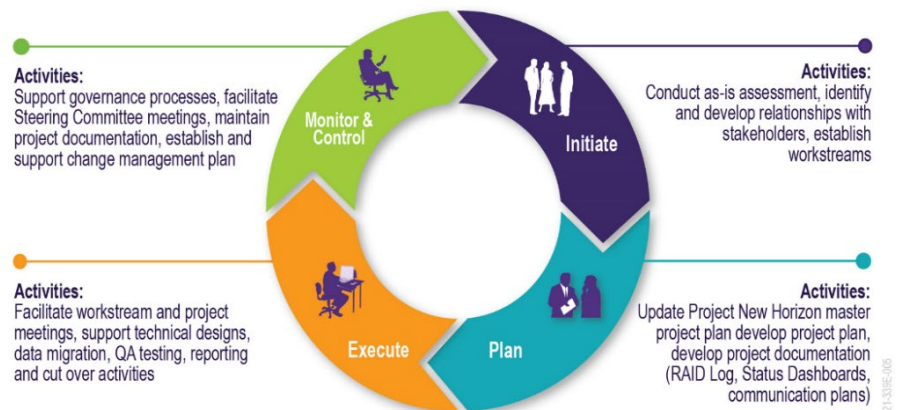 Activities:
Support governance processes, facilitate
Steering Committee meetings, maintain
project documentation, establish and
support change management plan
Monitor &
Control
Initiate
Activities:
Conduct as-is assessment, identify
and develop relationships with
stakeholders, establish
workstreams
Activities:
Facilitate workstream and project
meetings, support technical designs,
data migration, QA testing, reporting
and cut over activities
Execute
Plan
Activities:
Update Project New Horizon master
project plan develop project plan,
develop project documentation
(RAID Log, Status Dashboards,
communication plans)
21-339E-005